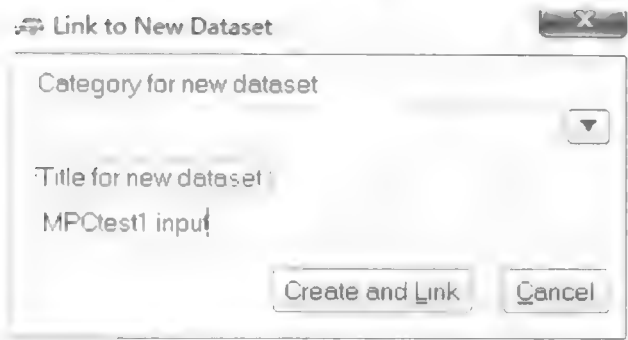 Link to New Dataset
Category for new dataset
Title for new dataset :
MPCtest1 input
Create and Link
Cancel